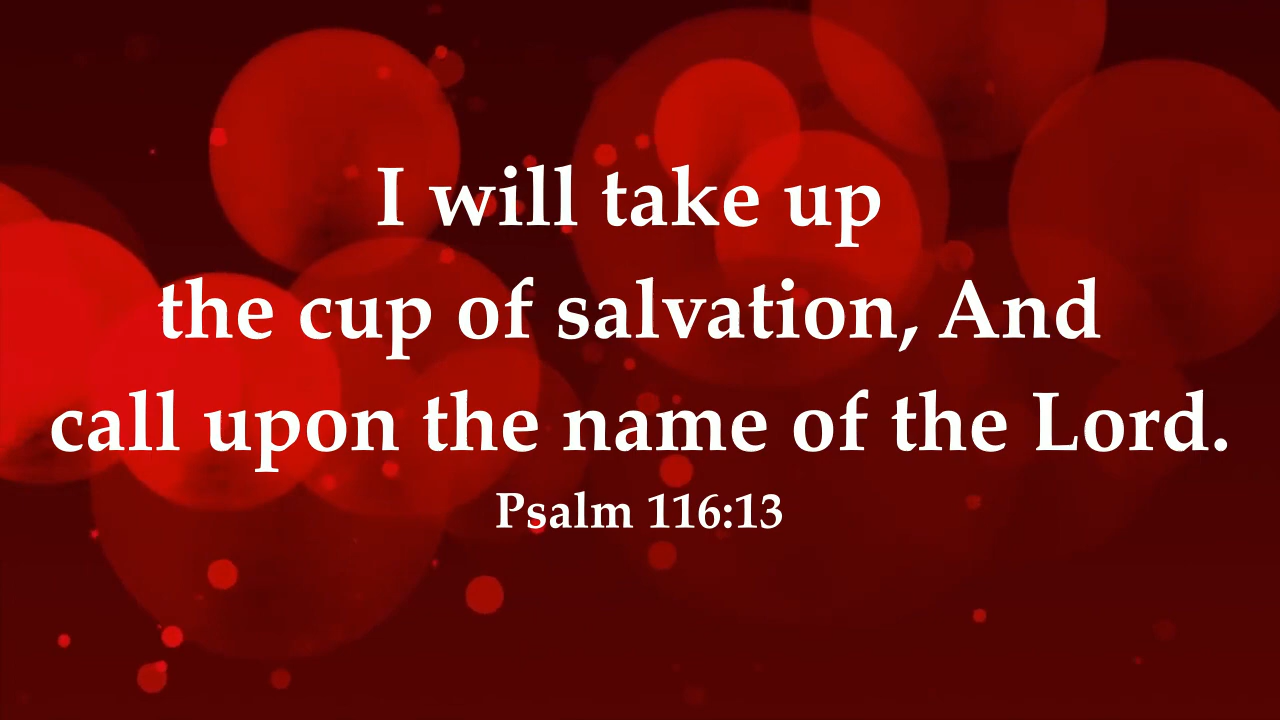 I will take up
the cup of salvation, And
call upon the name of the Lord.
Psalm 116:13